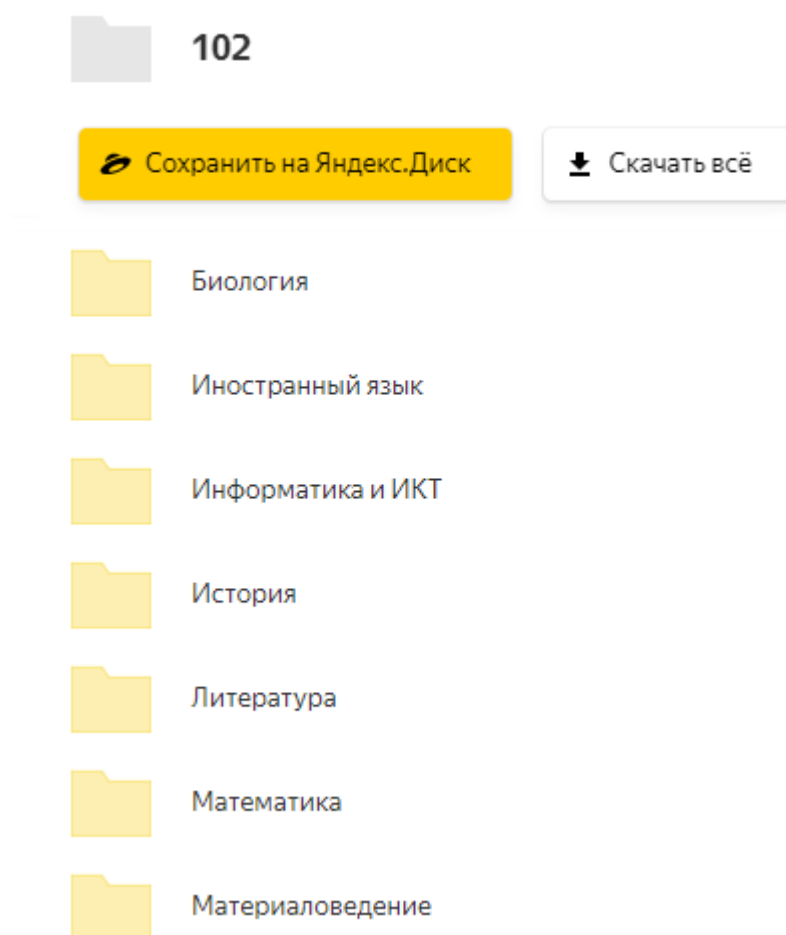 102
Сохранить на Яндекс.Диск
Скачать всё
Биология
Иностранный язык
Информатика и ИКТ
История
Литература
Математика
Материаловедение